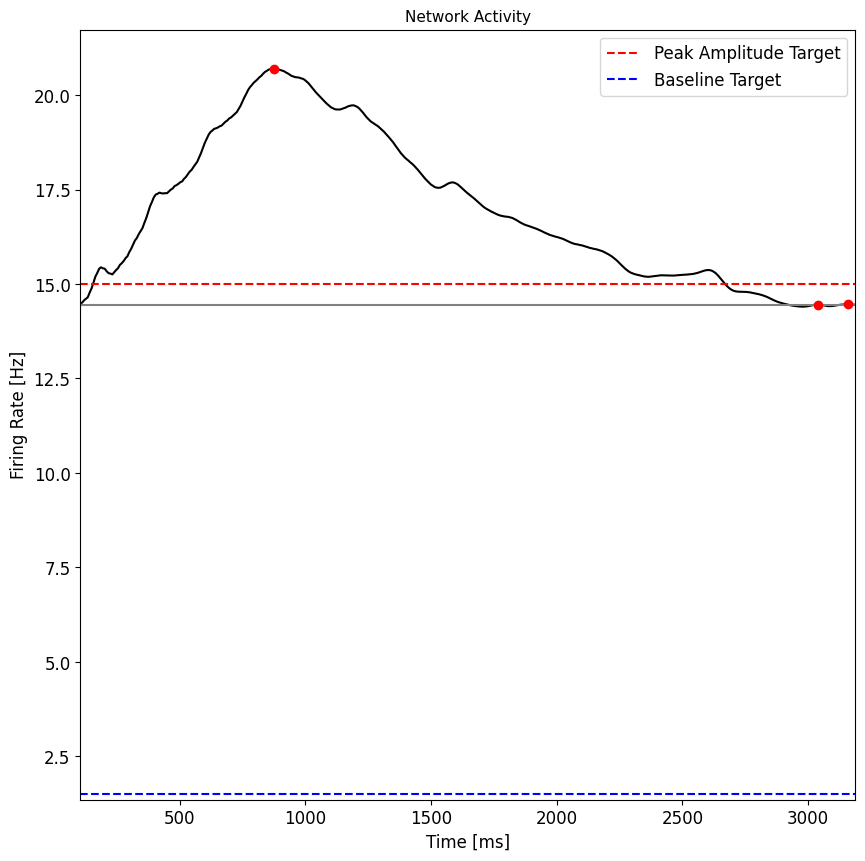 Network Activity
Peak Amplitude Target
Baseline Target
20.0
17.5
15.0
12.5
10.0
7.5
5.0
2.5
Firing Rate [Hz]
500 1000 1500 2000 2500 3000
Time [ms]